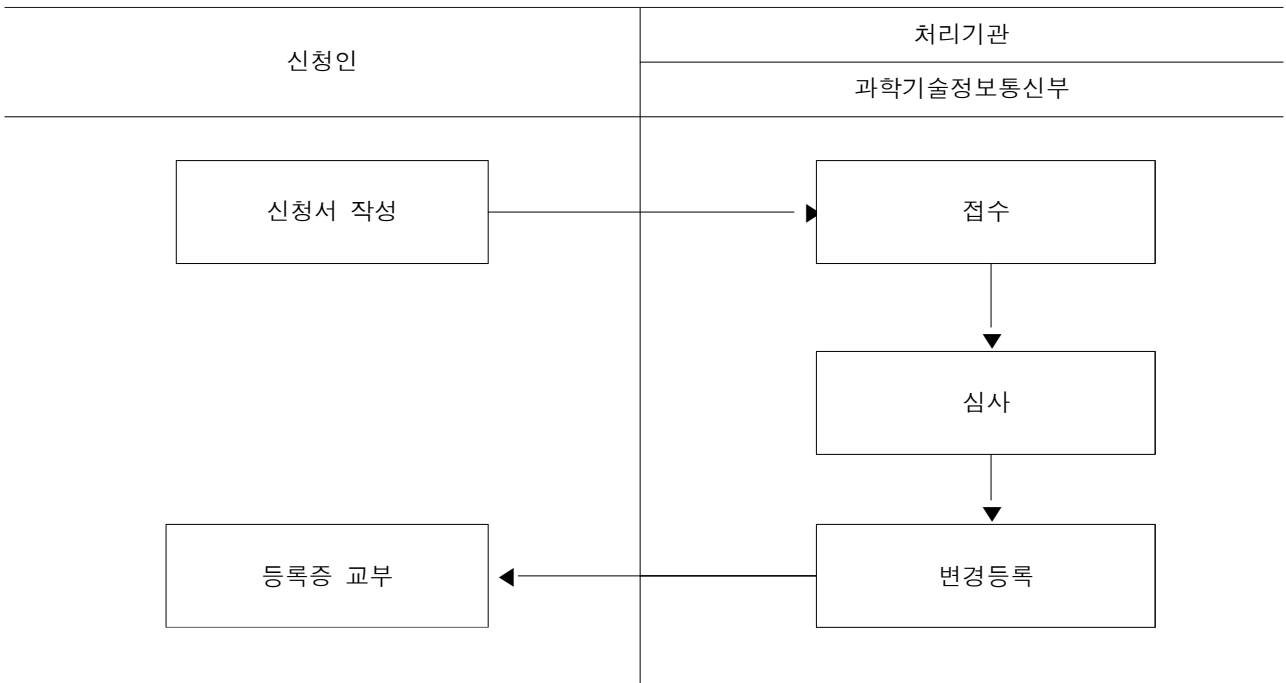 신청인
처리기관
과학기술정보통신부
신청서 작성
접수
심사
등록증 교부
변경등록